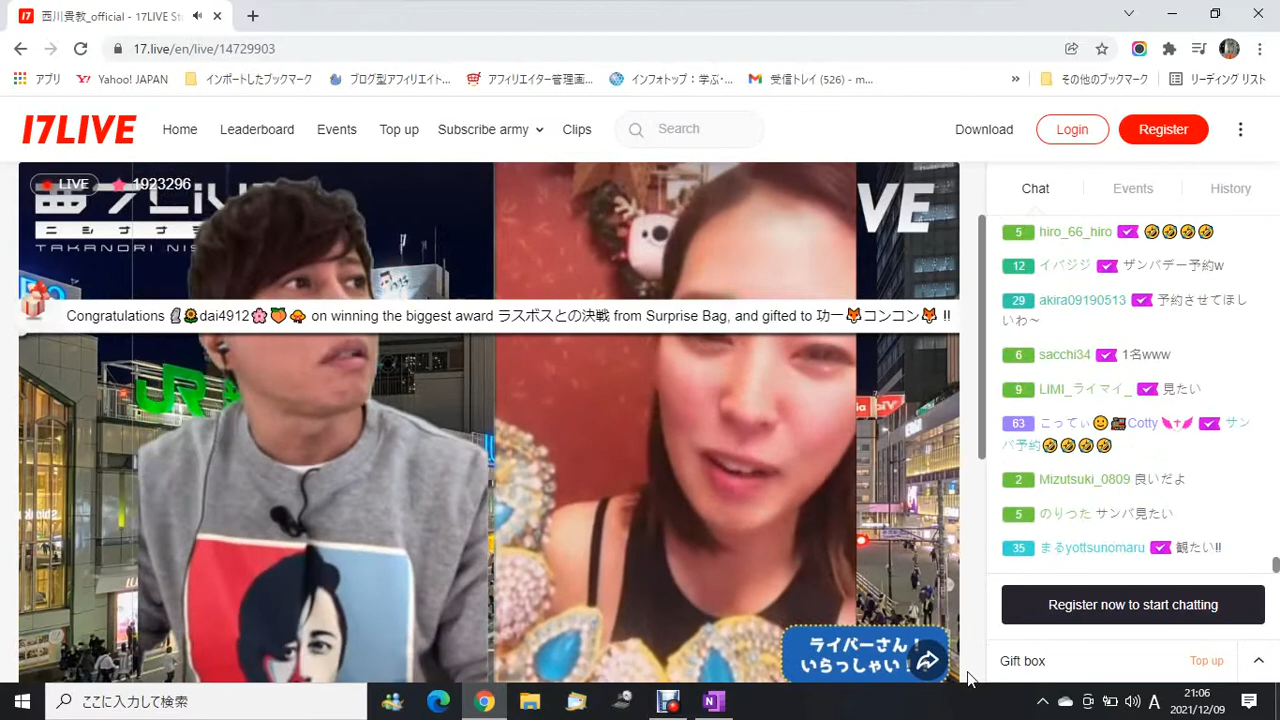 西川貴教_official - 17LIVE St
17.live/en/live/14729903
アプリ
Yahoo! JAPAN
インポートしたブックマーク
ブログ型アフィリエイト...
アフィリエイター管理画...
インフォトップ：学ぶ・...
受信トレイ (526) - m...
»
その他のブックマーク
リーディング リスト
17LIVE
Home
Leaderboard
Events
Top up
Subscribe army
Clips
Search
Download
Login
Register
LIVE
1923296
西7LiV
ニシナナ
TAKANORI NIS
VE
JR
Congratulations 🗿🌻dai4912🌸🍑🍄 on winning the biggest award ラスボスとの決戦 from Surprise Bag, and gifted to 功一🦊コンコン🦊 !!
ライバーさん！
いらっしゃい！
Chat
Events
History
5 hiro_66_hiro 🤣🤣🤣🤣
12 イバジジ ザンバデー予約w
29 akira09190513 予約させてほし
いわ～
6 sacchi34 1名www
9 LIMI_ライマイ_ 見たい
63 こってぃ Cotty サン
バ予約🤣🤣🤣🤣
2 Mizutsuki_0809 良いだよ
5 のりつた サンバ見たい
35 まるyottsunomaru 観たい!!
Register now to start chatting
Gift box
Top up
ここに入力して検索
A
21:06
2021/12/09